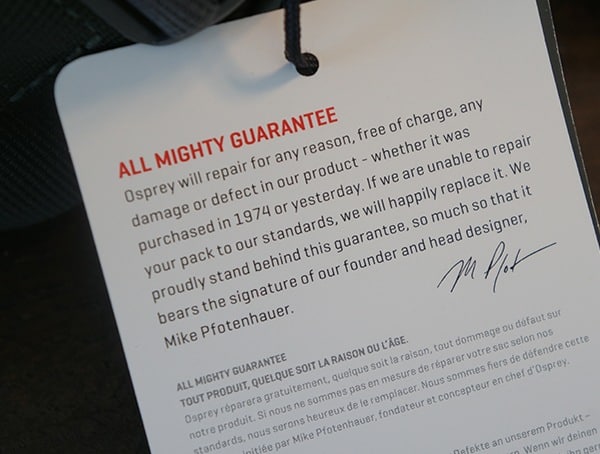 ALL MIGHTY GUARANTEE
Osprey will repair for any reason, free of charge, any
damage or defect in our product - whether it was
purchased in 1974 or yesterday. If we are unable to repair
your pack to our standards, we will happily replace it. We
proudly stand behind this guarantee, so much so that it
bears the signature of our founder and head designer,
Mike Pfotenhauer.
ALL MIGHTY GUARANTEE
TOUT PRODUIT, QUELQUE SOIT LA RAISON OU L'ÂGE.
Osprey réparera gratuitement, quelque soit la raison, tout dommage ou défaut sur
notre produit. Si nous ne sommes pas en mesure de réparer votre sac selon nos
standards, nous serons heureux de le remplacer. Nous sommes fiers de défendre cette
initiée par Mike Pfotenhauer, fondateur et concepteur en chef d'Osprey.
Defekte an unserem Produkt –
Wenn wir deinen